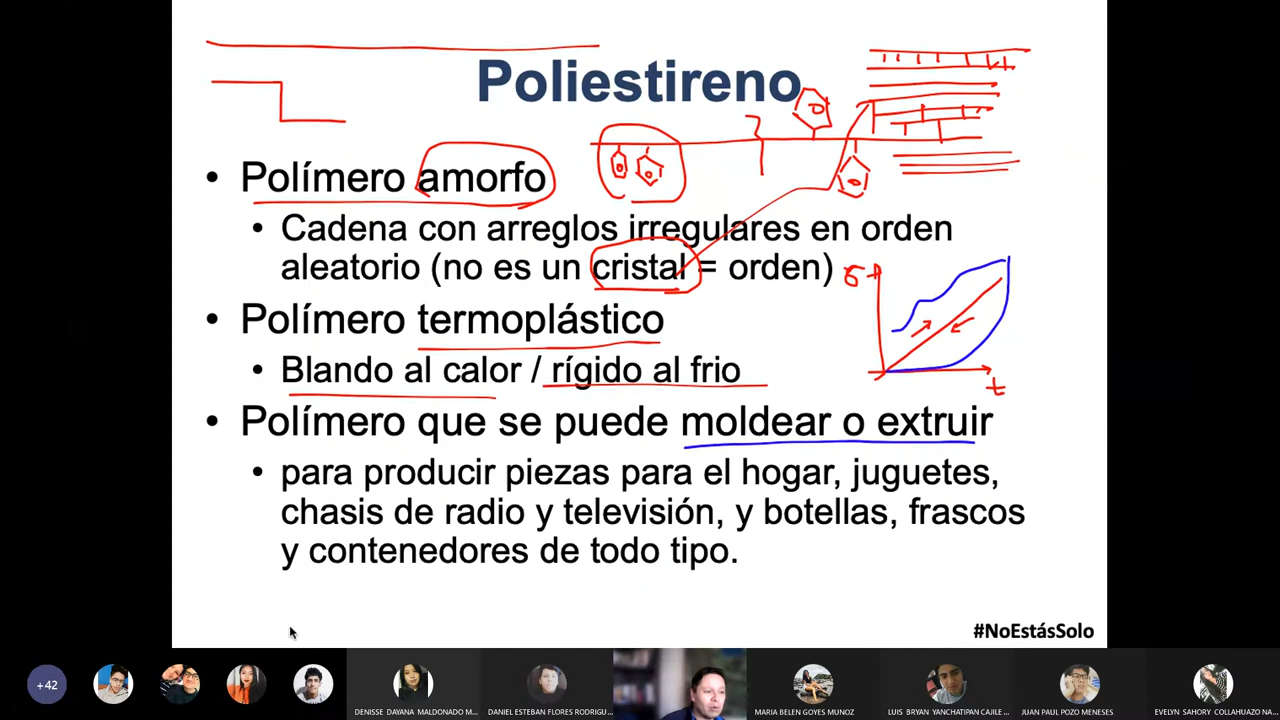 Poliestireno
• Polímero amorfo
• Cadena con arreglos irregulares en orden
aleatorio (no es un cristal = orden)
• Polímero termoplástico
• Blando al calor / rígido al frio
• Polímero que se puede moldear o extruir
• para producir piezas para el hogar, juguetes,
chasis de radio y televisión, y botellas, frascos
y contenedores de todo tipo.
σ
t
#NoEstásSolo
+42
DENISSE DAYANA MALDONADO M...
DANIEL ESTEBAN FLORES RODRIGU...
MARIA BELEN GOYES MUNOZ
LUIS BRYAN YANCHATIPAN CAJILE...
JUAN PAUL POZO MENESES
EVELYN SAHORY COLLAHUAZO NA...